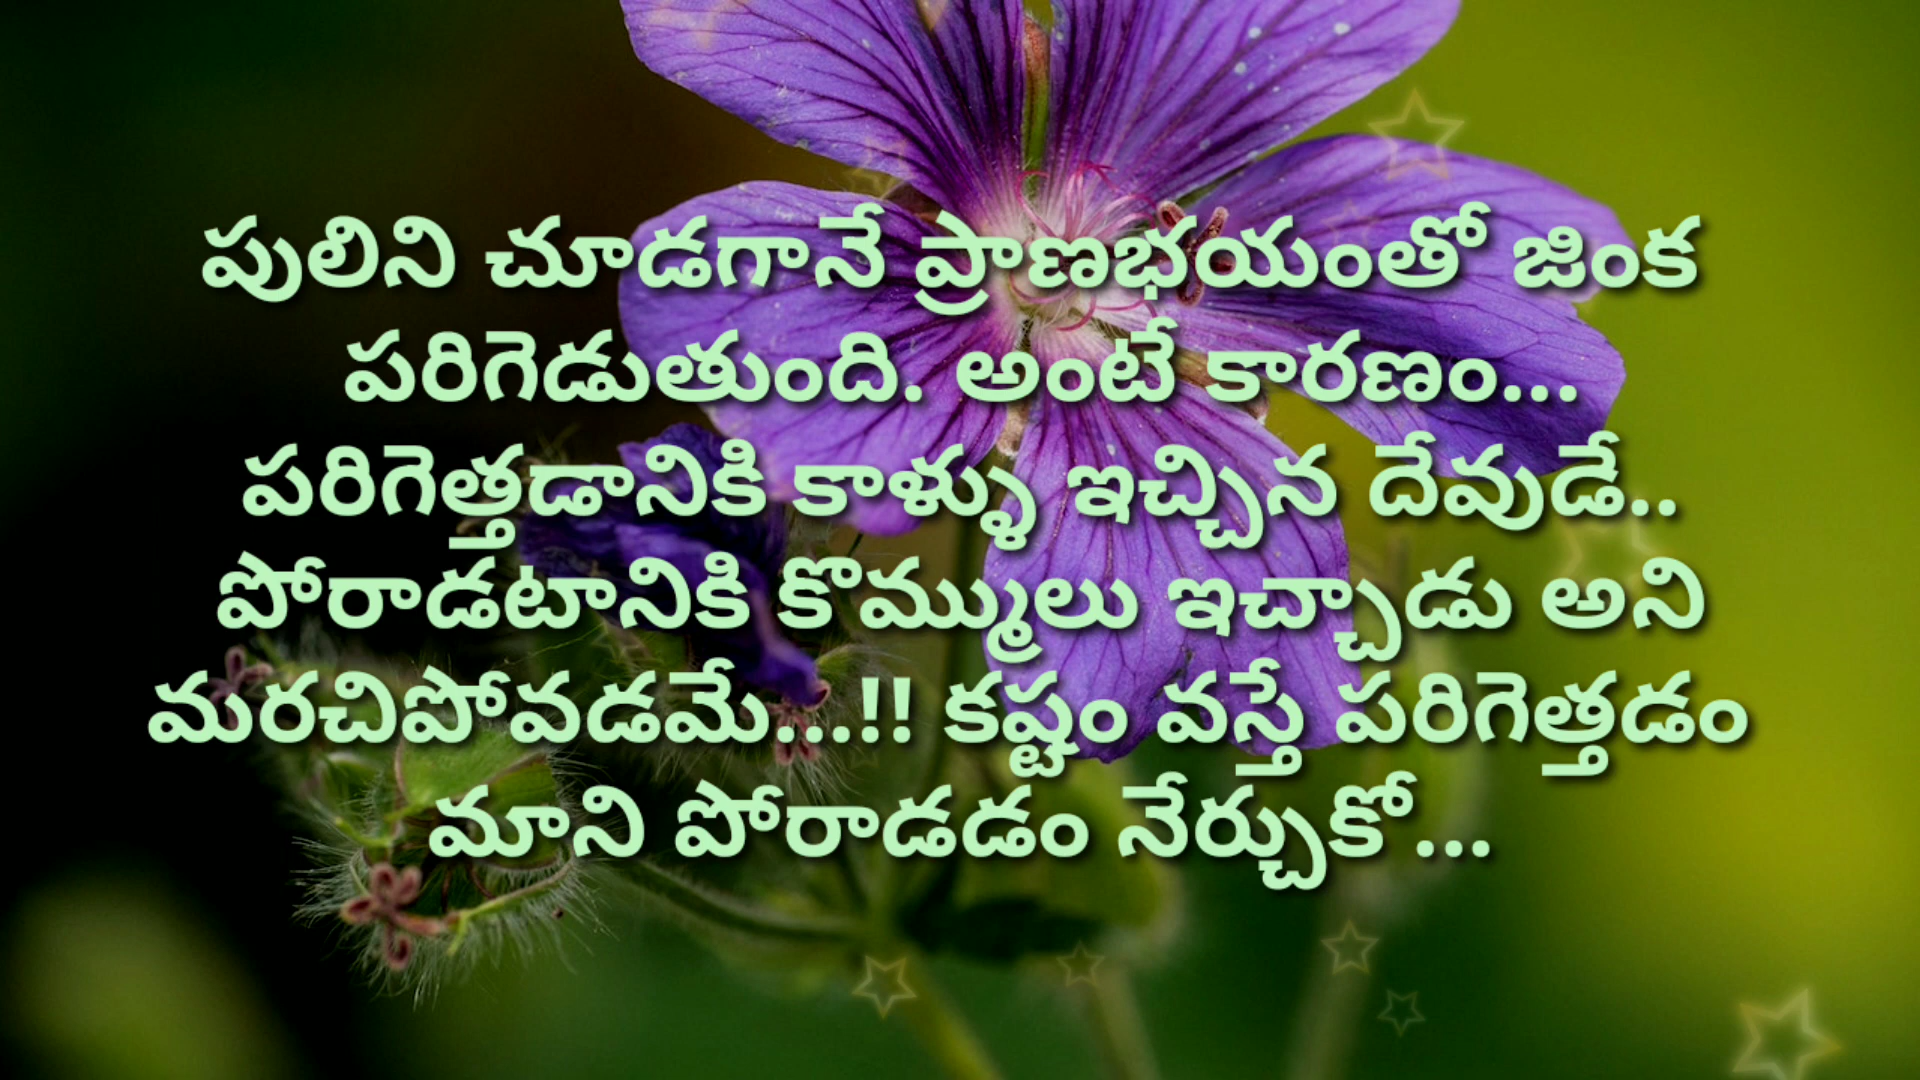 పులిని చూడగానే ప్రాణభయంతో జింక
పరిగెడుతుంది. అంటే కారణం...
పరిగెత్తడానికి కాళ్ళు ఇచ్చిన దేవుడే..
పోరాడటానికి కొమ్ములు ఇచ్చాడు అని
మరచిపోవడమే...!! కష్టం వస్తే పరిగెత్తడం
మాని పోరాడడం నేర్చుకో...